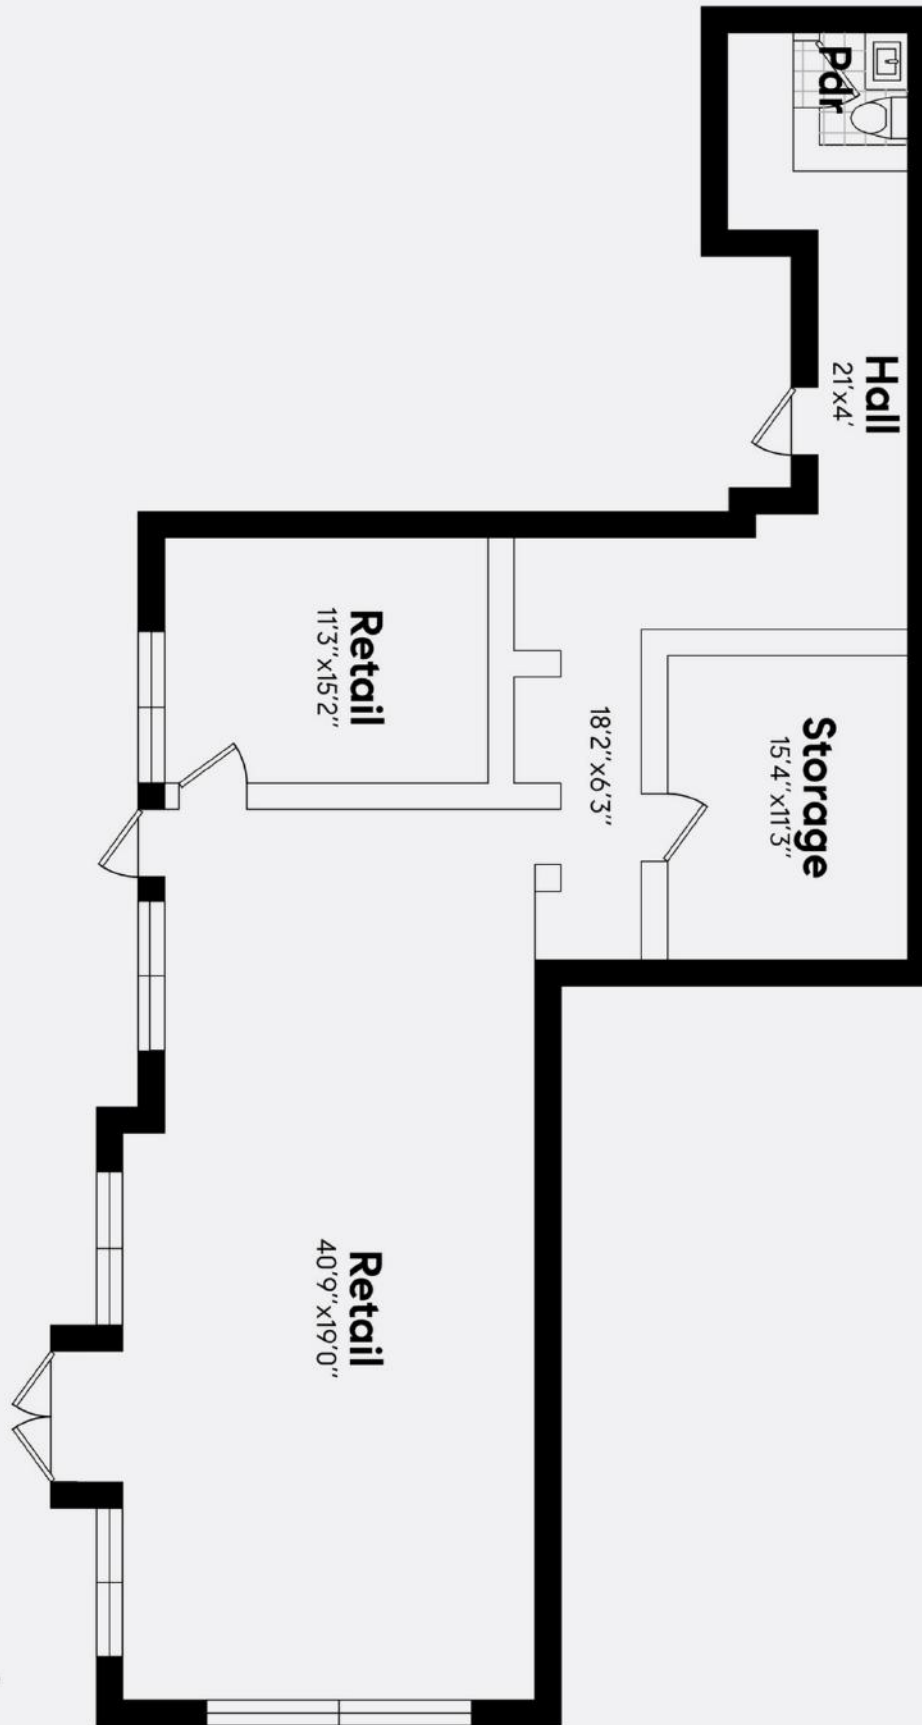 Pdr
Hall
21'x4'
Storage
15'4"x11'3"
18'2"x6'3"
Retail
11'3"x15'2"
Retail
40'9"x19'0"